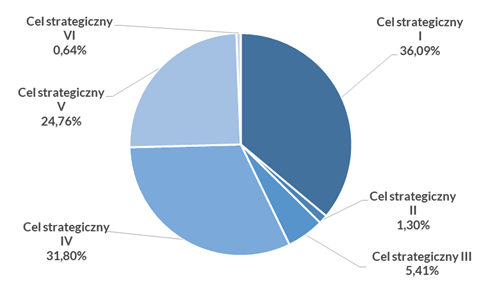 Cel strategiczny
I
36,09%
Cel strategiczny
II
1,30%
Cel strategiczny III
5,41%
Cel strategiczny
IV
31,80%
Cel strategiczny
V
24,76%
Cel strategiczny
VI
0,64%